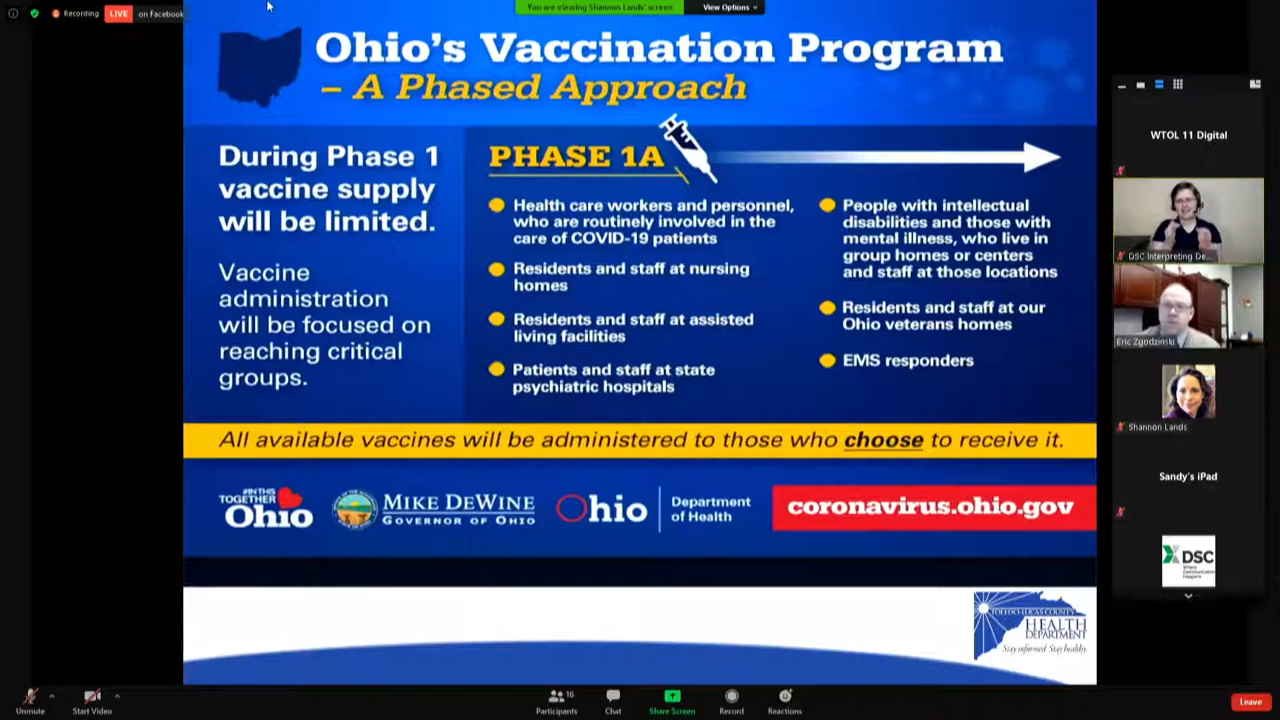 Recording
LIVE
on Facebook
You are viewing Shannon Lands' screen
View Options
Ohio's Vaccination Program
– A Phased Approach
During Phase 1
vaccine supply
will be limited.
Vaccine
administration
will be focused on
reaching critical
groups.
PHASE 1A
Health care workers and personnel,
who are routinely involved in the
care of COVID-19 patients
Residents and staff at nursing
homes
Residents and staff at assisted
living facilities
Patients and staff at state
psychiatric hospitals
People with intellectual
disabilities and those with
mental illness, who live in
group homes or centers
and staff at those locations
Residents and staff at our
Ohio veterans homes
EMS responders
All available vaccines will be administered to those who choose to receive it.
#INTHIS
TOGETHER
Ohio
MIKE DEWINE
GOVERNOR OF OHIO
Ohio
Department
of Health
coronavirus.ohio.gov
TOLEDO-LUCAS COUNTY
HEALTH
DEPARTMENT
Stay informed Stay healthy
WTOL 11 Digital
DSC Interpreting De...
Eric Zgodzinski
Shannon Lands
Sandy's iPad
DSC
Where
Communication
Happens
Unmute
Start Video
16
Participants
Chat
Share Screen
Record
Reactions
Leave